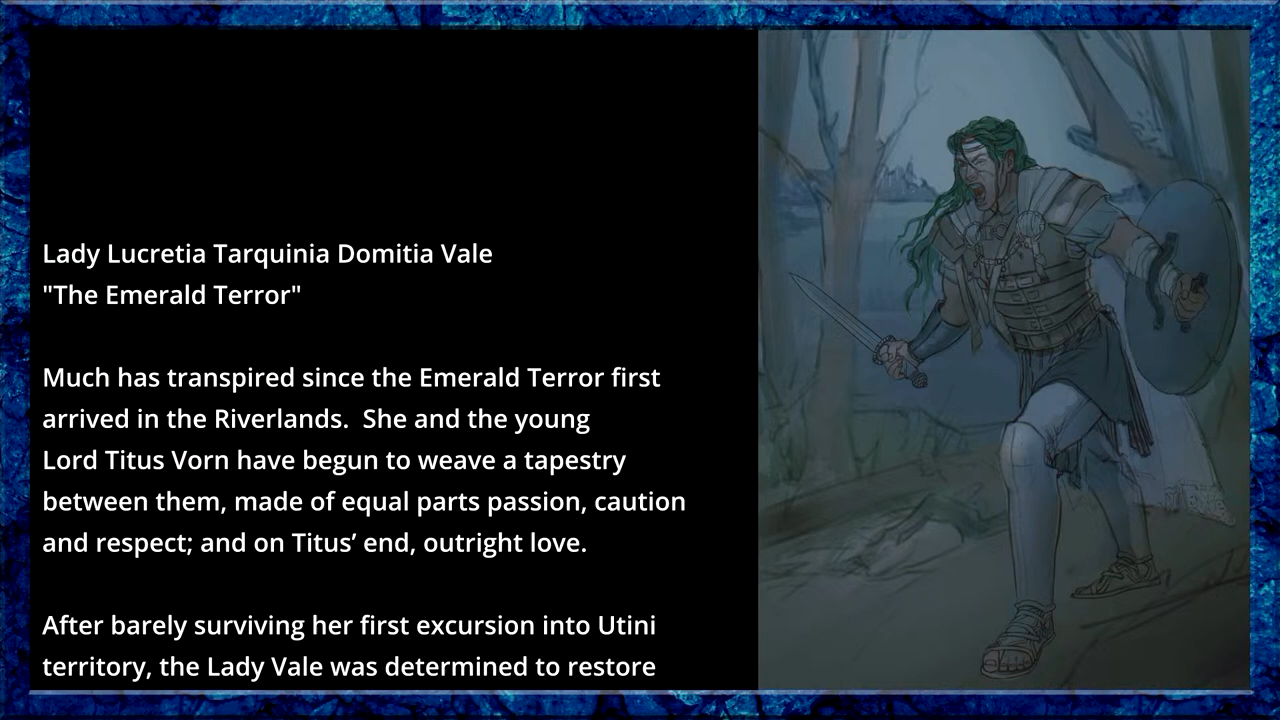 Lady Lucretia Tarquinia Domitia Vale
"The Emerald Terror"
Much has transpired since the Emerald Terror first
arrived in the Riverlands.  She and the young
Lord Titus Vorn have begun to weave a tapestry
between them, made of equal parts passion, caution
and respect; and on Titus’ end, outright love.
After barely surviving her first excursion into Utini
territory, the Lady Vale was determined to restore